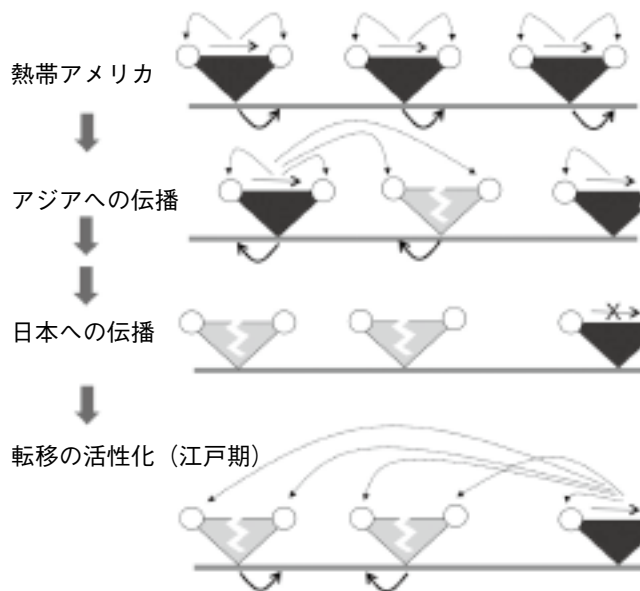 熱帯アメリカ
アジアへの伝播
日本への伝播
転移の活性化（江戸期）